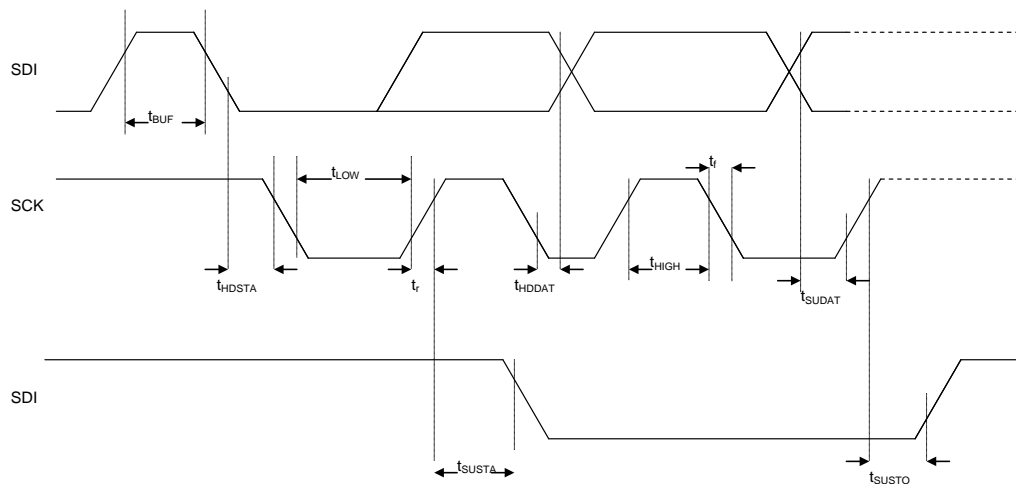 SDI
tBUF
tLOW
tf
SCK
tHDSTA
tr
tHDDAT
tHIGH
tSUDAT
SDI
tSUSTA
tSUSTO